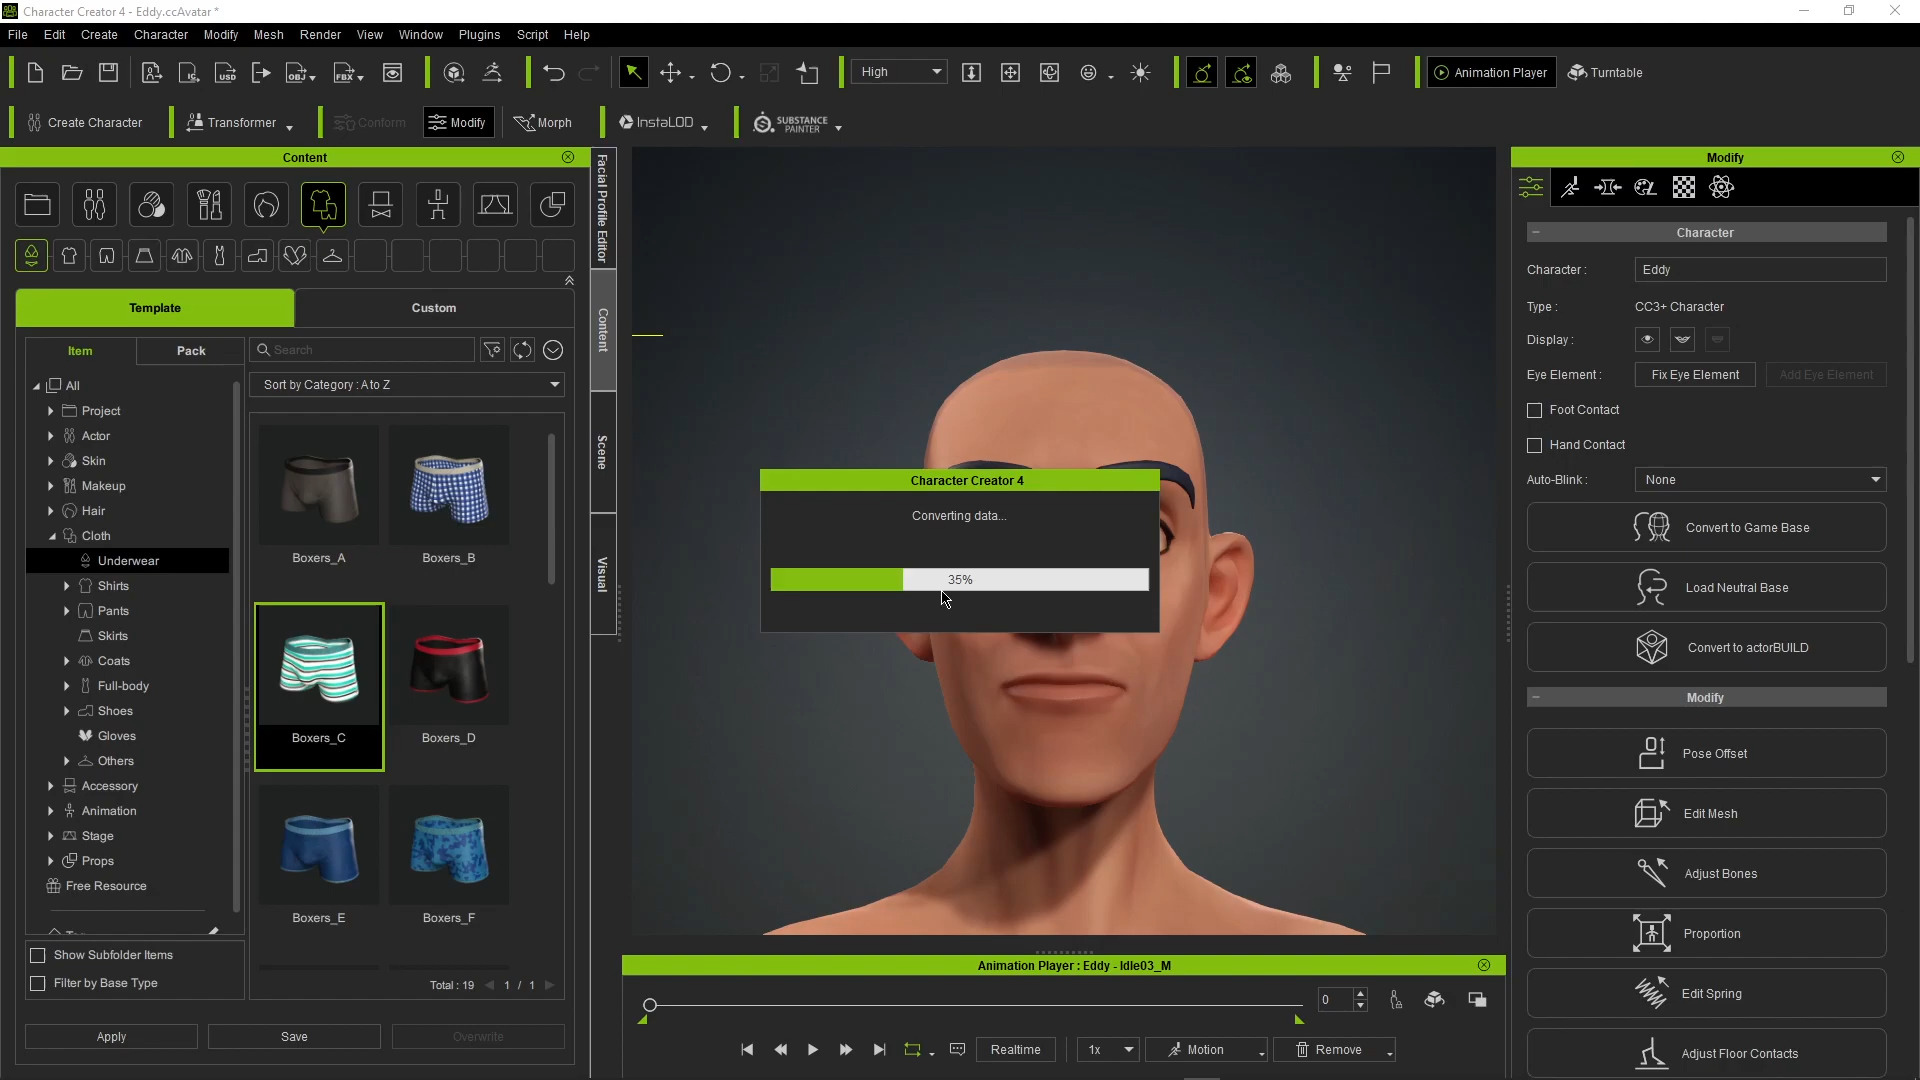 Character Creator 4 - Eddy.ccAvatar *
File Edit Create Character Modify Mesh Render View Window Plugins Script Help
IC USD OBJ FBX High Animation Player Turntable
Create Character Transformer Conform Modify Morph InstaLOD SUBSTANCE PAINTER
Content
Template Custom
Item Pack Search
Sort by Category : A to Z
All
Project
Actor
Skin
Makeup
Hair
Cloth
Underwear
Shirts
Pants
Skirts
Coats
Full-body
Shoes
Gloves
Others
Accessory
Animation
Stage
Props
Free Resource
Boxers_A Boxers_B
Boxers_C Boxers_D
Boxers_E Boxers_F
Show Subfolder Items
Filter by Base Type
Total : 19 1 / 1
Apply Save Overwrite
Facial Profile Editor
Content
Scene
Visual
Character Creator 4
Converting data...
35%
Animation Player : Eddy - Idle03_M
0
Realtime 1x Motion Remove
Modify
Character
Character : Eddy
Type : CC3+ Character
Display :
Eye Element : Fix Eye Element Add Eye Element
Foot Contact
Hand Contact
Auto-Blink : None
Convert to Game Base
Load Neutral Base
Convert to actorBUILD
Modify
Pose Offset
Edit Mesh
Adjust Bones
Proportion
Edit Spring
Adjust Floor Contacts